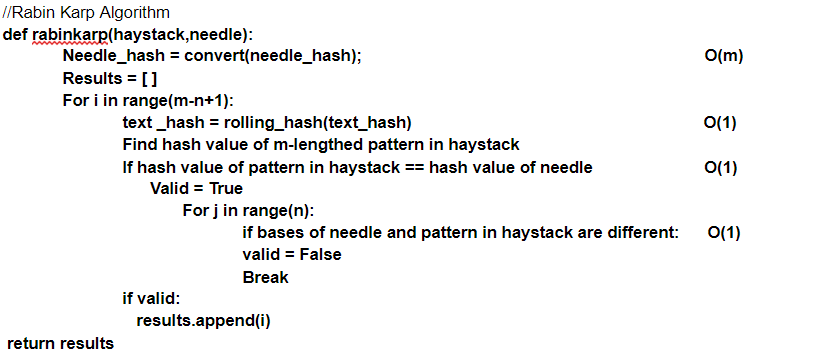 //Rabin Karp Algorithm
def rabinkarp(haystack,needle):
Needle_hash = convert(needle_hash); O(m)
Results = [ ]
For i in range(m-n+1):
text _hash = rolling_hash(text_hash) O(1)
Find hash value of m-lengthed pattern in haystack
If hash value of pattern in haystack == hash value of needle O(1)
Valid = True
For j in range(n):
if bases of needle and pattern in haystack are different: O(1)
valid = False
Break
if valid:
results.append(i)
return results